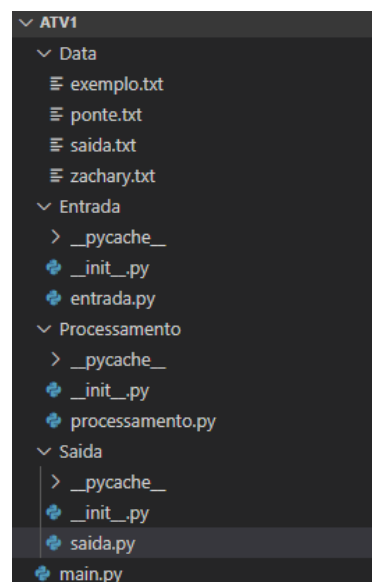 ATV1
Data
exemplo.txt
ponte.txt
saida.txt
zachary.txt
Entrada
__pycache__
__init__.py
entrada.py
Processamento
__pycache__
__init__.py
processamento.py
Saida
__pycache__
__init__.py
saida.py
main.py